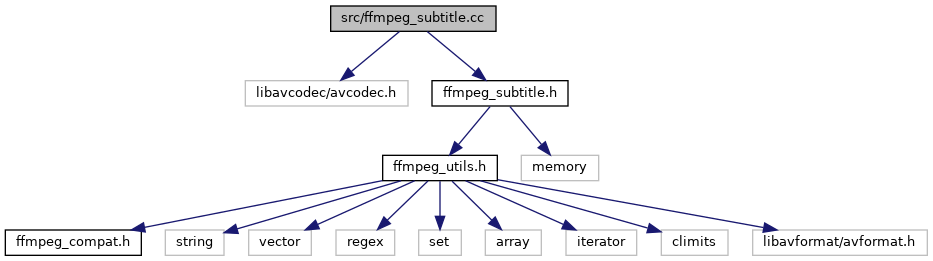 src/ffmpeg_subtitle.cc
libavcodec/avcodec.h
ffmpeg_subtitle.h
ffmpeg_utils.h
memory
ffmpeg_compat.h
string
vector
regex
set
array
iterator
climits
libavformat/avformat.h